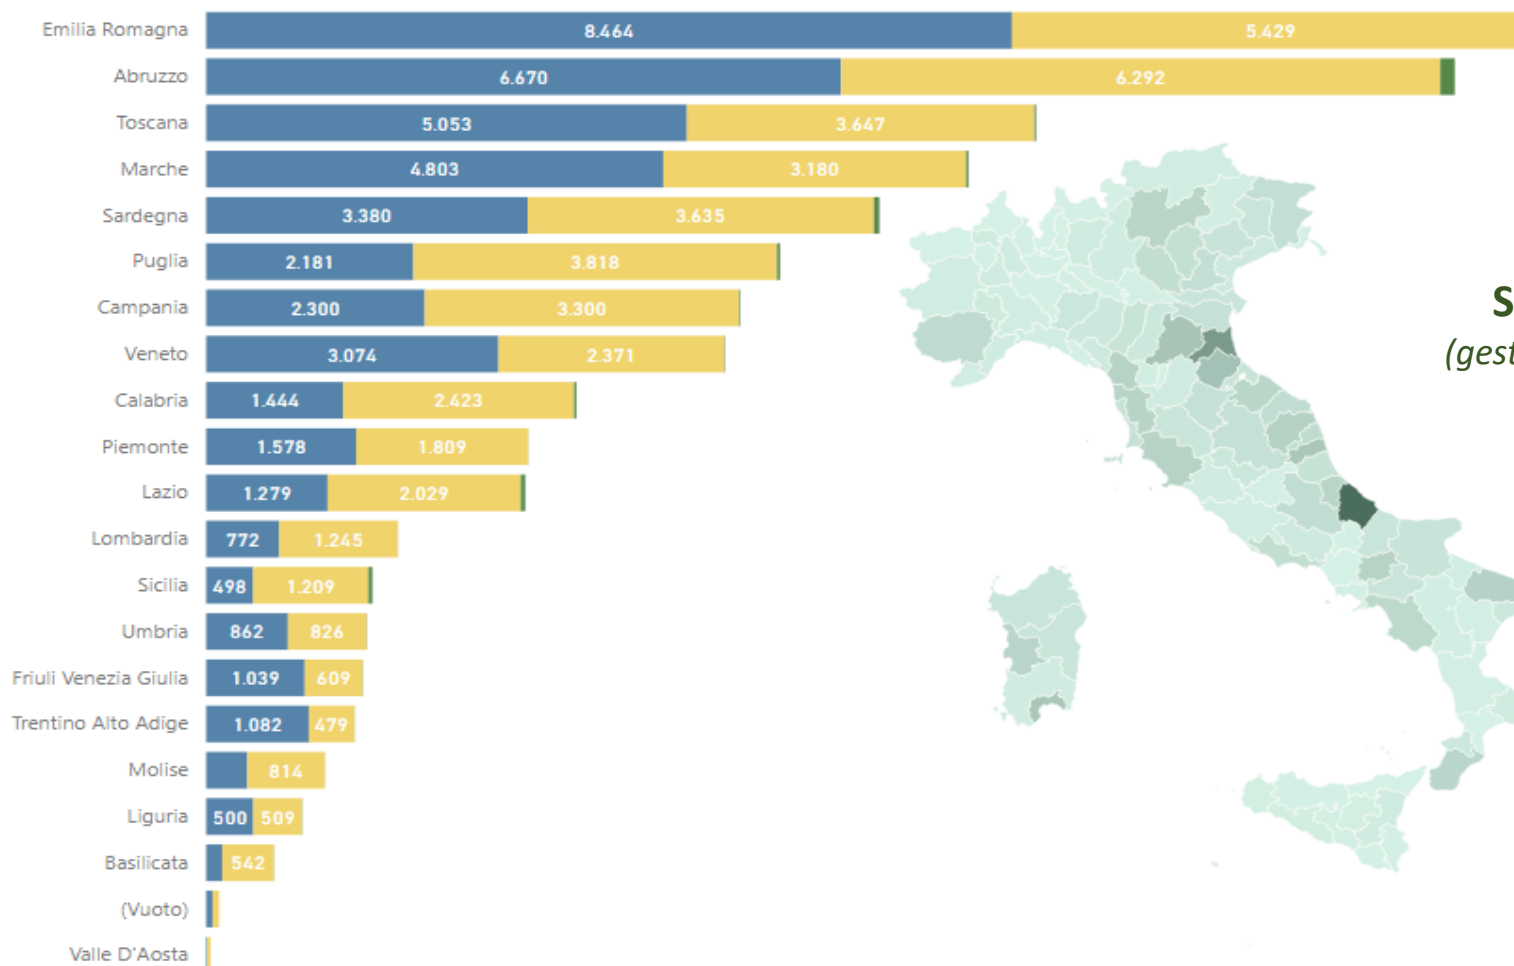 Emilia Romagna 8.464 5.429
Abruzzo 6.670 6.292
Toscana 5.053 3.647
Marche 4.803 3.180
Sardegna 3.380 3.635
Puglia 2.181 3.818
Campania 2.300 3.300
S
Veneto 3.074 2.371
(gest
Calabria 1.444 2.423
Piemonte 1.578 1.809
Lazio 1.279 2.029
Lombardia 772 1.245
Sicilia 498 1.209
Umbria 862 826
Friuli Venezia Giulia 1.039 609
Trentino Alto Adige 1.082 479
Molise 814
Liguria 500 509
Basilicata 542
(Vuoto)
Valle D'Aosta